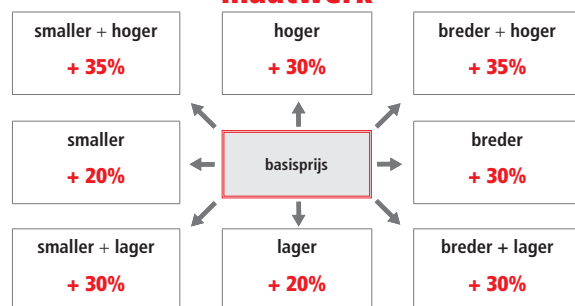 maatwerk
smaller + hoger
+ 35%
hoger
+ 30%
breder + hoger
+ 35%
smaller
+ 20%
basisprijs
breder
+ 30%
smaller + lager
+ 30%
lager
+ 20%
breder + lager
+ 30%